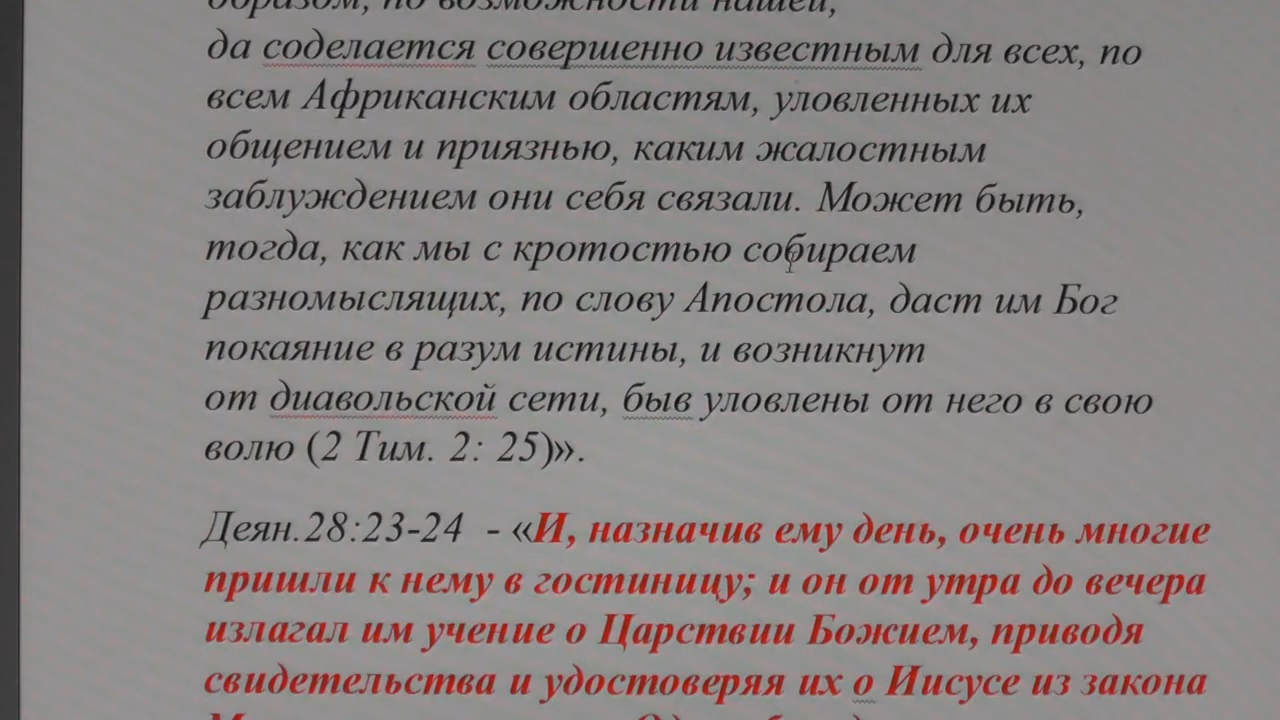 образом, по возможности нашей,
да соделается совершенно известным для всех, по
всем Африканским областям, уловленных их
общением и приязнью, каким жалостным
заблуждением они себя связали. Может быть,
тогда, как мы с кротостью собираем
разномыслящих, по слову Апостола, даст им Бог
покаяние в разум истины, и возникнут
от диавольской сети, быв уловлены от него в свою
волю (2 Тим. 2: 25)».
Деян.28:23-24 - «И, назначив ему день, очень многие
пришли к нему в гостиницу; и он от утра до вечера
излагал им учение о Царствии Божием, приводя
свидетельства и удостоверяя их о Иисусе из закона